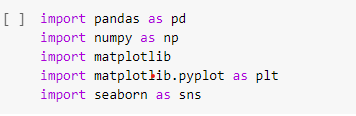 [ ] import pandas as pd
import numpy as np
import matplotlib
import matplotlib.pyplot as plt
import seaborn as sns